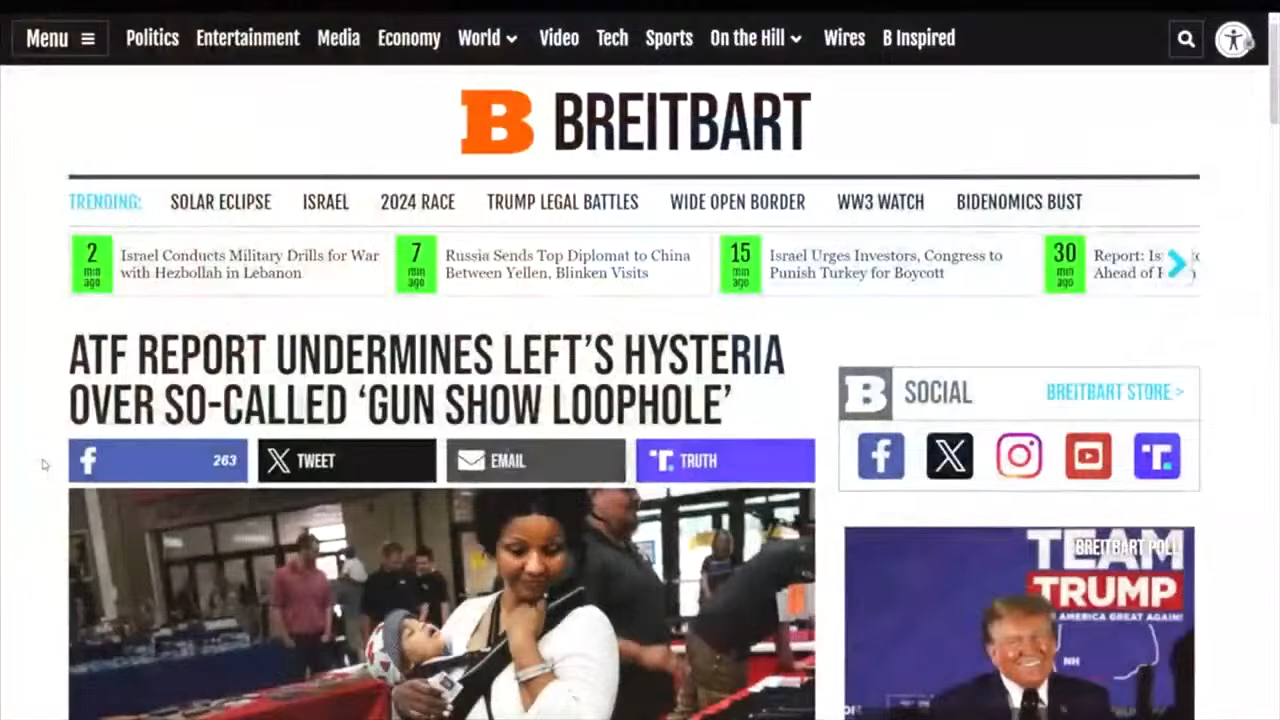 Menu Politics Entertainment Media Economy World Video Tech Sports On the Hill Wires B Inspired
B BREITBART
TRENDING: SOLAR ECLIPSE ISRAEL 2024 RACE TRUMP LEGAL BATTLES WIDE OPEN BORDER WW3 WATCH BIDENOMICS BUST
2 min ago
Israel Conducts Military Drills for War
with Hezbollah in Lebanon
7 min ago
Russia Sends Top Diplomat to China
Between Yellen, Blinken Visits
15 min ago
Israel Urges Investors, Congress to
Punish Turkey for Boycott
30 min ago
Report:
Ahead of
ATF REPORT UNDERMINES LEFT'S HYSTERIA
OVER SO-CALLED 'GUN SHOW LOOPHOLE'
263 TWEET EMAIL TRUTH
B SOCIAL BREITBART STORE >
TEAM
BREITBART POLL
TRUMP
AMERICA GREAT AGAIN!
NH